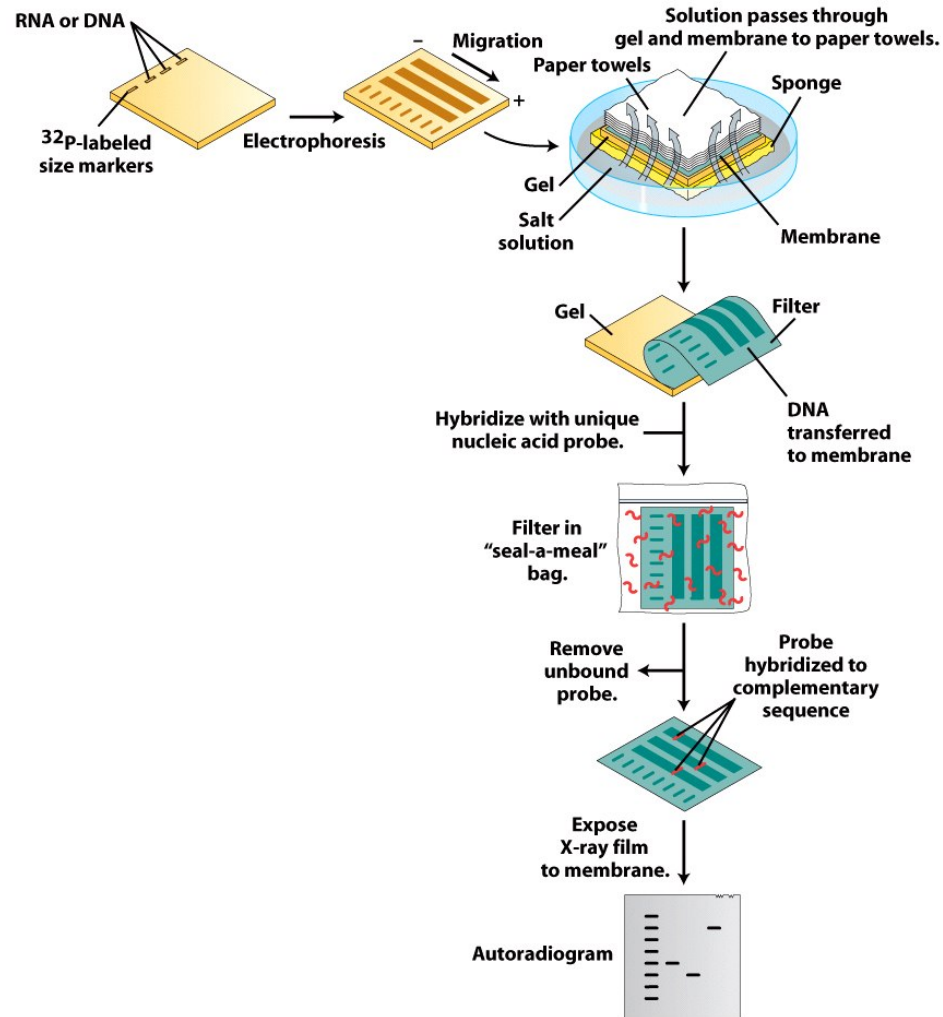 RNA or DNA
32P-labeled
size markers
Electrophoresis
–
Migration
+
Solution passes through
gel and membrane to paper towels.
Paper towels
Sponge
Gel
Salt
solution
Membrane
Gel
Filter
DNA
transferred
to membrane
Hybridize with unique
nucleic acid probe.
Filter in
“seal-a-meal”
bag.
Remove
unbound
probe.
Probe
hybridized to
complementary
sequence
Expose
X-ray film
to membrane.
Autoradiogram